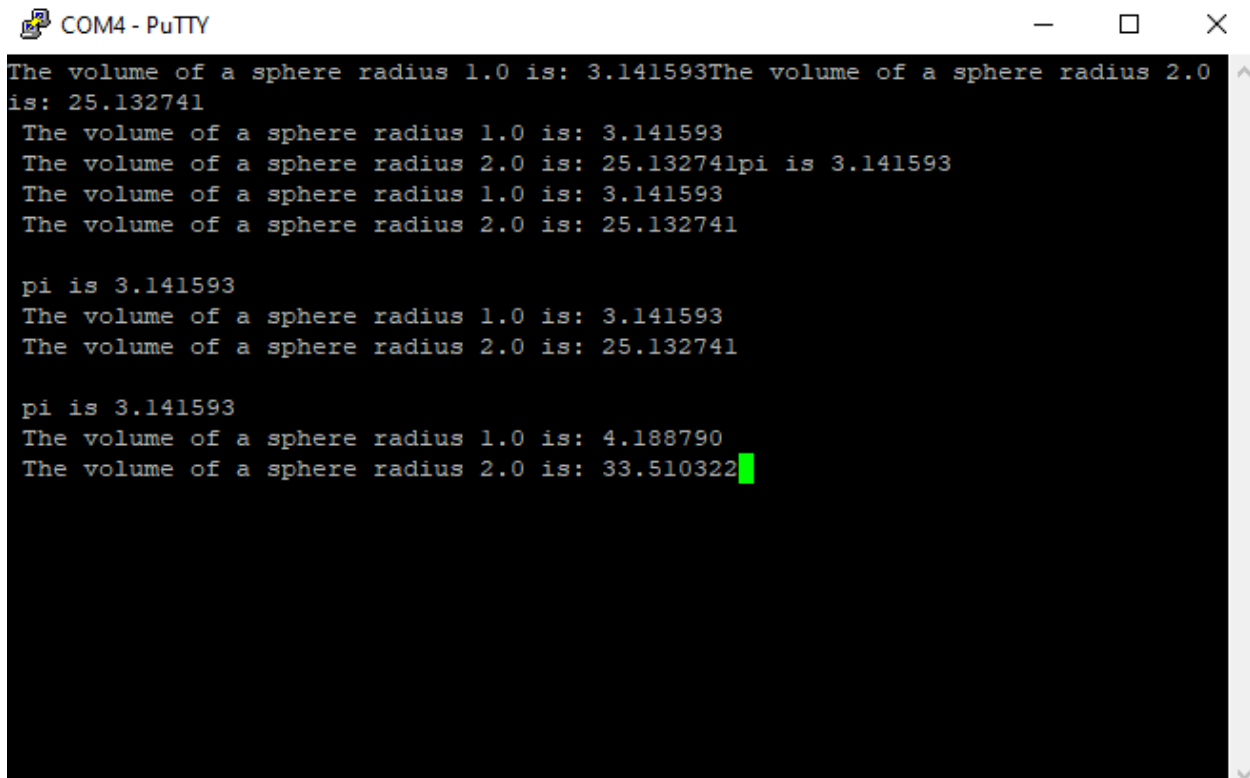 COM4 - PuTTY
The volume of a sphere radius 1.0 is: 3.141593The volume of a sphere radius 2.0
is: 25.132741
The volume of a sphere radius 1.0 is: 3.141593
The volume of a sphere radius 2.0 is: 25.132741pi is 3.141593
The volume of a sphere radius 1.0 is: 3.141593
The volume of a sphere radius 2.0 is: 25.132741
pi is 3.141593
The volume of a sphere radius 1.0 is: 3.141593
The volume of a sphere radius 2.0 is: 25.132741
pi is 3.141593
The volume of a sphere radius 1.0 is: 4.188790
The volume of a sphere radius 2.0 is: 33.510322